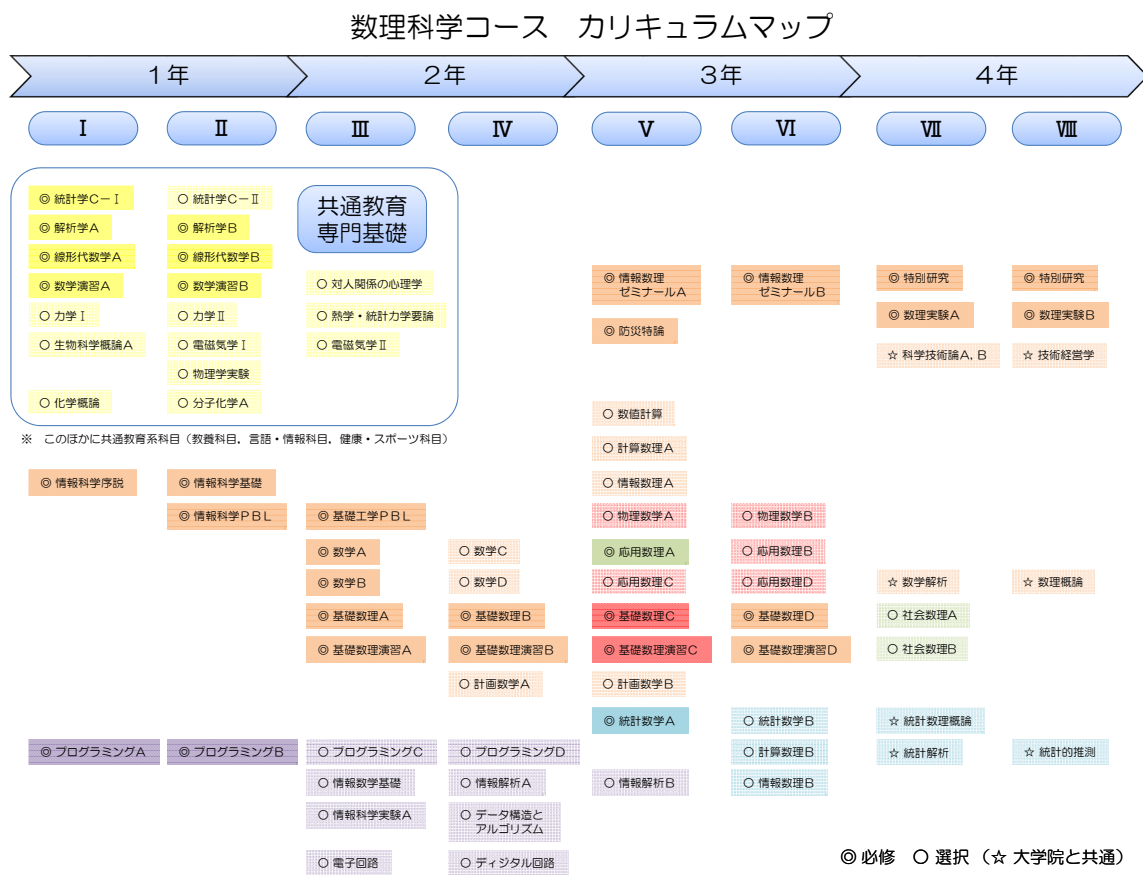 数理科学コース　カリキュラムマップ
1年
2年
3年
4年
Ⅰ
Ⅱ
Ⅲ
Ⅳ
Ⅴ
Ⅵ
Ⅶ
Ⅷ
共通教育
専門基礎
◎ 統計学C－Ⅰ
○ 統計学C－Ⅱ
◎ 解析学A
◎ 解析学B
◎ 線形代数学A
◎ 線形代数学B
◎ 数学演習A
◎ 数学演習B
○ 対人関係の心理学
○ 力学Ⅰ
○ 力学Ⅱ
○ 熱学・統計力学要論
○ 生物科学概論A
○ 電磁気学Ⅰ
○ 電磁気学Ⅱ
○ 物理学実験
○ 化学概論
○ 分子化学A
※　このほかに共通教育系科目（教養科目，言語・情報科目，健康・スポーツ科目）
◎ 情報数理
ゼミナールA
◎ 情報数理
ゼミナールB
◎ 特別研究
◎ 特別研究
◎ 防災特論
◎ 数理実験A
◎ 数理実験B
☆ 科学技術論A，B
☆ 技術経営学
○ 数値計算
○ 計算数理A
○ 情報数理A
◎ 情報科学序説
◎ 情報科学基礎
◎ 情報科学PBL
◎ 基礎工学PBL
○ 物理数学A
○ 物理数学B
◎ 数学A
○ 数学C
◎ 応用数理A
○ 応用数理B
◎ 数学B
○ 数学D
○ 応用数理C
○ 応用数理D
☆ 数学解析
☆ 数理概論
◎ 基礎数理A
◎ 基礎数理B
◎ 基礎数理C
◎ 基礎数理D
○ 社会数理A
◎ 基礎数理演習A
◎ 基礎数理演習B
◎ 基礎数理演習C
◎ 基礎数理演習D
○ 社会数理B
○ 計画数学A
○ 計画数学B
◎ 統計数学A
○ 統計数学B
☆ 統計数理概論
◎ プログラミングA
◎ プログラミングB
○ プログラミングC
○ プログラミングD
○ 計算数理B
☆ 統計解析
☆ 統計的推測
○ 情報数学基礎
○ 情報解析A
○ 情報解析B
○ 情報数理B
○ 情報科学実験A
○ データ構造と
アルゴリズム
○ 電子回路
○ ディジタル回路
◎ 必修　○ 選択　（☆ 大学院と共通）